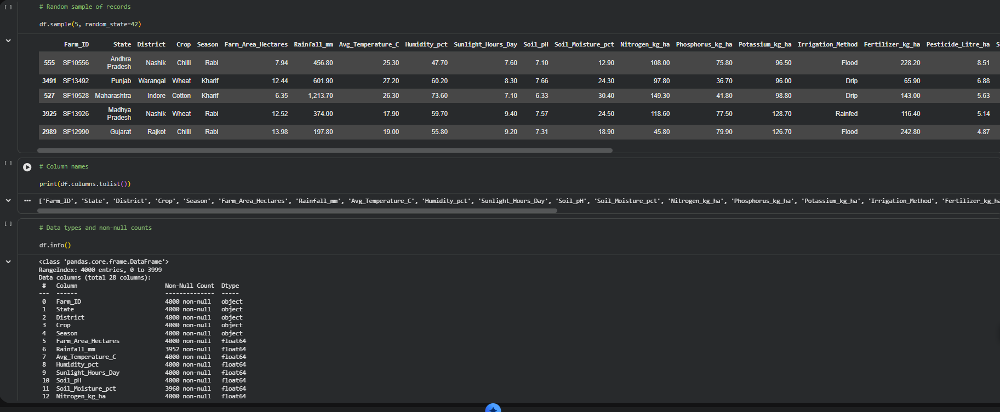 [ ]
# Random sample of records
df.sample(5, random_state=42)
Farm_ID State District Crop Season Farm_Area_Hectares Rainfall_mm Avg_Temperature_C Humidity_pct Sunlight_Hours_Day Soil_pH Soil_Moisture_pct Nitrogen_kg_ha Phosphorus_kg_ha Potassium_kg_ha Irrigation_Method Fertilizer_kg_ha Pesticide_Litre_ha S
555 SF10556 Andhra Pradesh Nashik Chilli Rabi 7.94 456.80 25.30 47.70 7.60 7.10 12.90 108.00 75.80 96.50 Flood 228.20 8.51
3491 SF13492 Punjab Warangal Wheat Kharif 12.44 601.90 27.20 60.20 8.30 7.66 24.30 97.80 36.70 96.00 Drip 65.90 6.88
527 SF10528 Maharashtra Indore Cotton Kharif 6.35 1,213.70 26.30 73.60 7.10 6.33 30.40 149.30 41.80 98.80 Drip 143.00 5.63
3925 SF13926 Madhya Pradesh Nashik Wheat Rabi 12.52 374.00 17.90 59.70 9.40 7.57 24.50 118.60 77.50 128.70 Rainfed 116.40 5.14
2989 SF12990 Gujarat Rajkot Chilli Rabi 13.98 197.80 19.00 55.80 9.20 7.31 18.90 45.80 79.90 126.70 Flood 242.80 4.87
[ ]
# Column names
print(df.columns.tolist())
['Farm_ID', 'State', 'District', 'Crop', 'Season', 'Farm_Area_Hectares', 'Rainfall_mm', 'Avg_Temperature_C', 'Humidity_pct', 'Sunlight_Hours_Day', 'Soil_pH', 'Soil_Moisture_pct', 'Nitrogen_kg_ha', 'Phosphorus_kg_ha', 'Potassium_kg_ha', 'Irrigation_Method', 'Fertilizer_kg_ha
[ ]
# Data types and non-null counts
df.info()
<class 'pandas.core.frame.DataFrame'>
RangeIndex: 4000 entries, 0 to 3999
Data columns (total 28 columns):
# Column Non-Null Count Dtype
--- ------ -------------- -----
0 Farm_ID 4000 non-null object
1 State 4000 non-null object
2 District 4000 non-null object
3 Crop 4000 non-null object
4 Season 4000 non-null object
5 Farm_Area_Hectares 4000 non-null float64
6 Rainfall_mm 3952 non-null float64
7 Avg_Temperature_C 4000 non-null float64
8 Humidity_pct 4000 non-null float64
9 Sunlight_Hours_Day 4000 non-null float64
10 Soil_pH 4000 non-null float64
11 Soil_Moisture_pct 3960 non-null float64
12 Nitrogen_kg_ha 4000 non-null float64